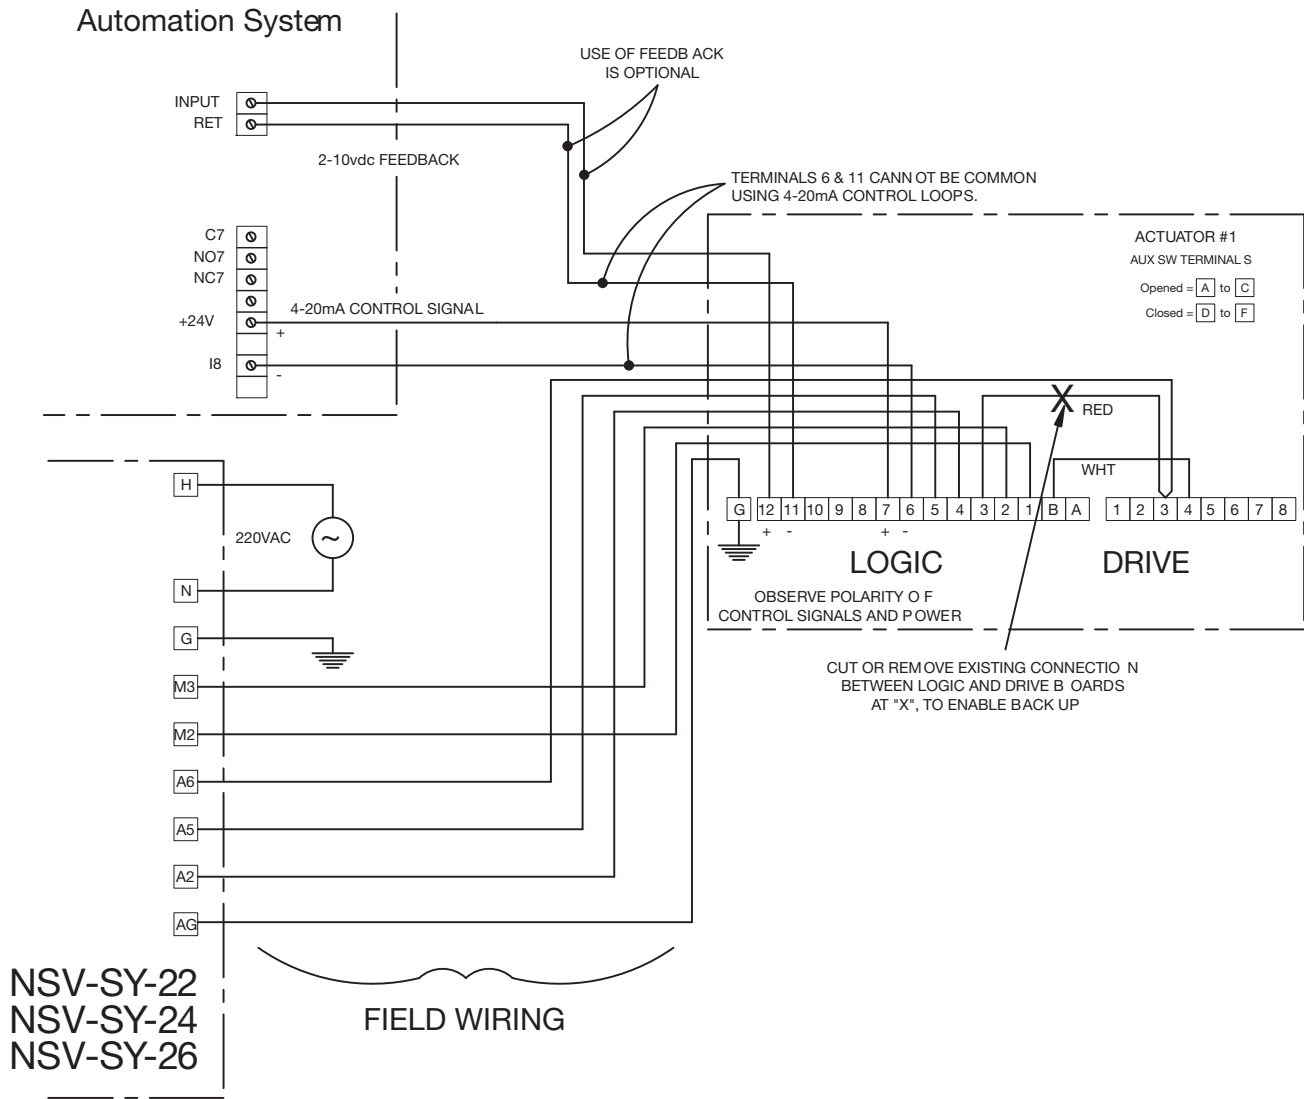 Automation System
USE OF FEEDB ACK
IS OPTIONAL
INPUT
RET
2-10vdc FEEDBACK
TERMINALS 6 & 11 CANN OT BE COMMON
USING 4-20mA CONTROL LOOPS.
C7
NO7
NC7
+24V
4-20mA CONTROL SIGNAL
+
I8
-
ACTUATOR #1
AUX SW TERMINAL S
Opened = A to C
Closed = D to F
X
RED
WHT
G 12 11 10 9 8 7 6 5 4 3 2 1 B A
1 2 3 4 5 6 7 8
+ - + -
LOGIC
DRIVE
OBSERVE POLARITY O F
CONTROL SIGNALS AND P OWER
CUT OR REM OVE EXISTING CONNECTIO N
BETWEEN LOGIC AND DRIVE B OARDS
AT "X", TO ENABLE BACK UP
H
220VAC
~
N
G
M3
M2
A6
A5
A2
AG
NSV-SY-22
NSV-SY-24
NSV-SY-26
FIELD WIRING